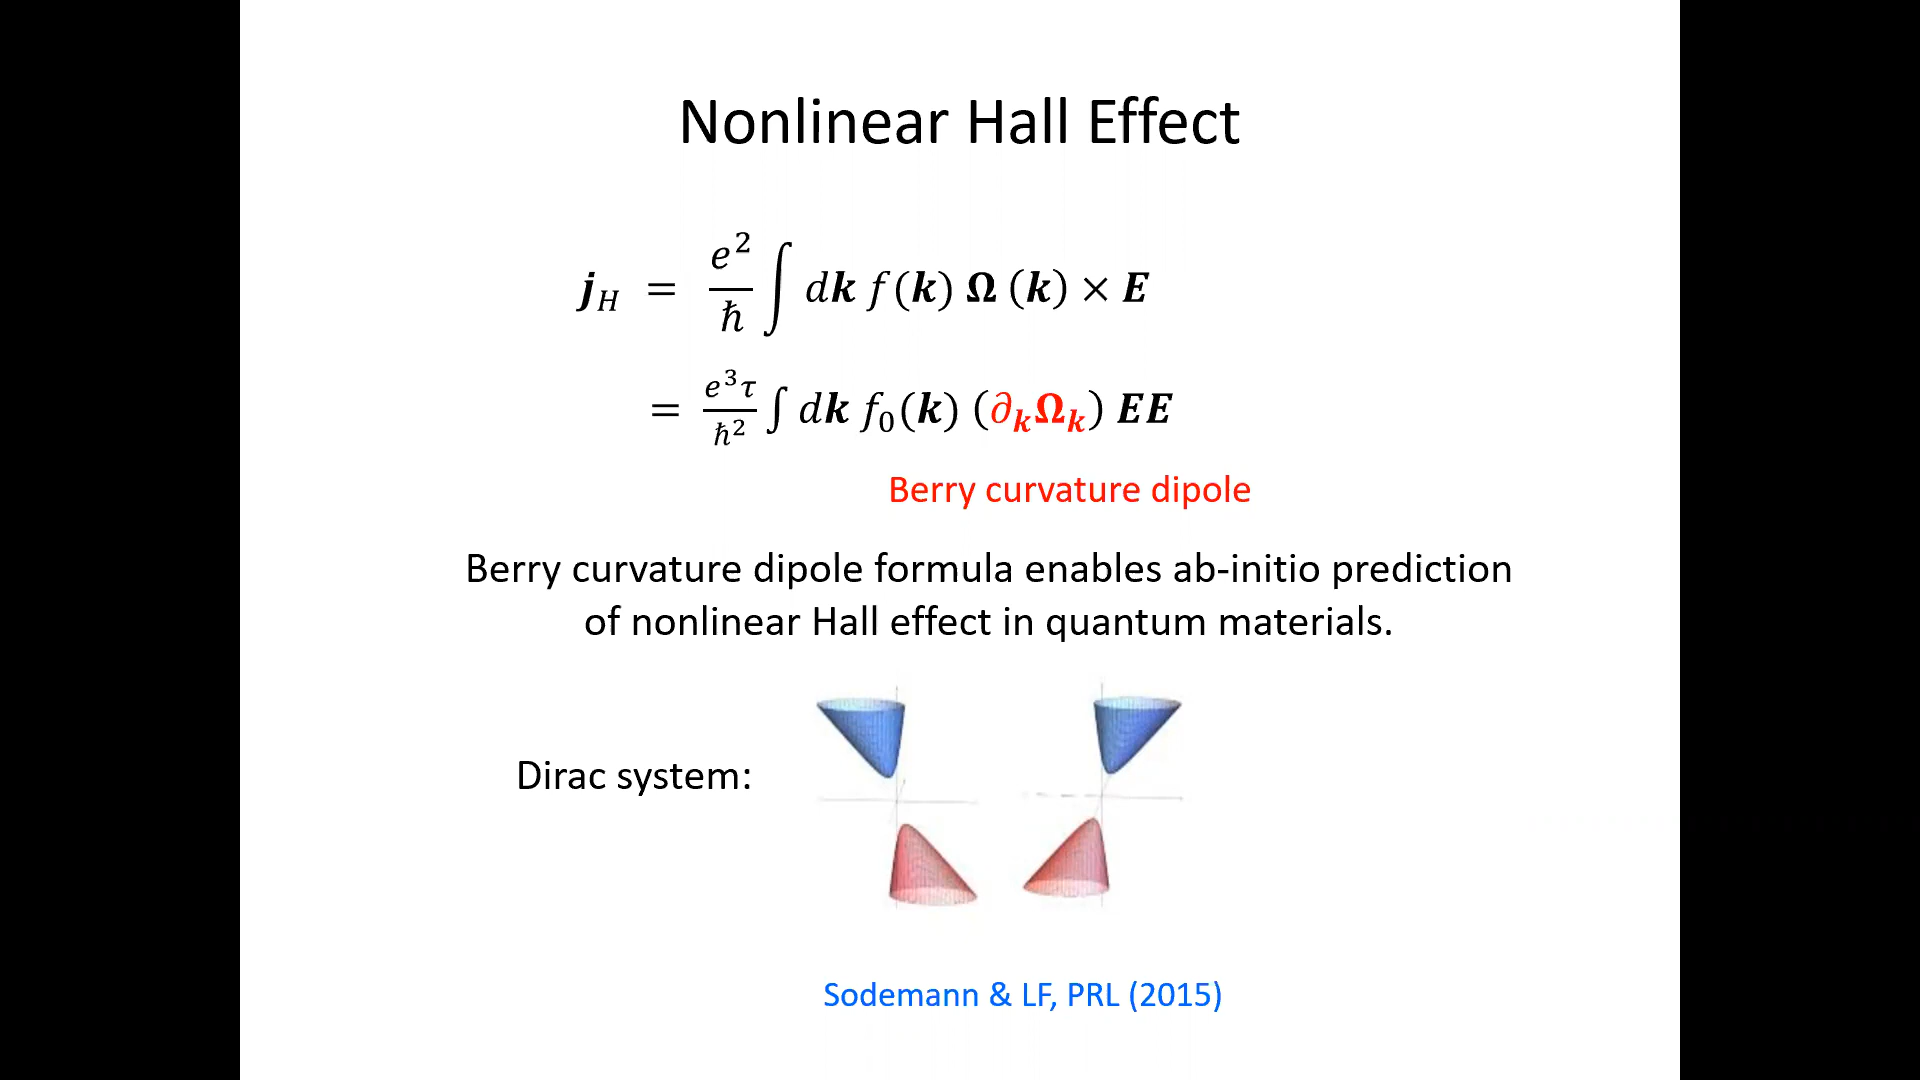 Nonlinear Hall Effect
𝒋_H = e²/ħ ∫ d𝒌 f(𝒌) 𝛀 (𝒌) × 𝑬
= e³τ/ħ² ∫ d𝒌 f₀(𝒌) (∂_𝒌𝛀_𝒌) 𝑬𝑬
Berry curvature dipole
Berry curvature dipole formula enables ab-initio prediction
of nonlinear Hall effect in quantum materials.
Dirac system:
Sodemann & LF, PRL (2015)